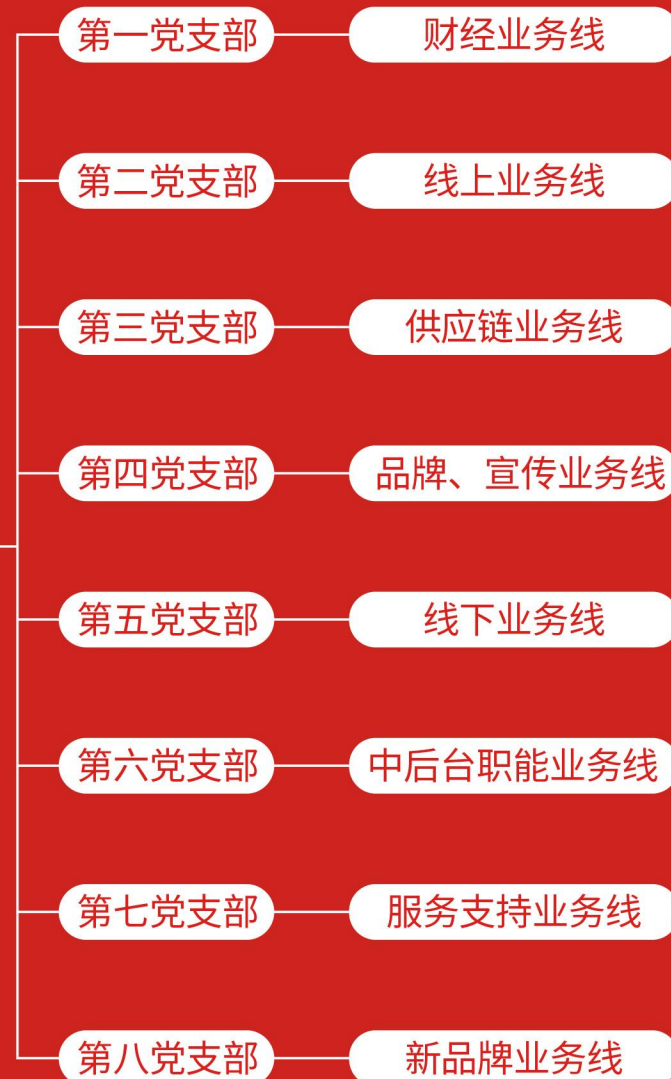 第一党支部 财经业务线
第二党支部 线上业务线
第三党支部 供应链业务线
第四党支部 品牌、宣传业务线
第五党支部 线下业务线
第六党支部 中后台职能业务线
第七党支部 服务支持业务线
第八党支部 新品牌业务线